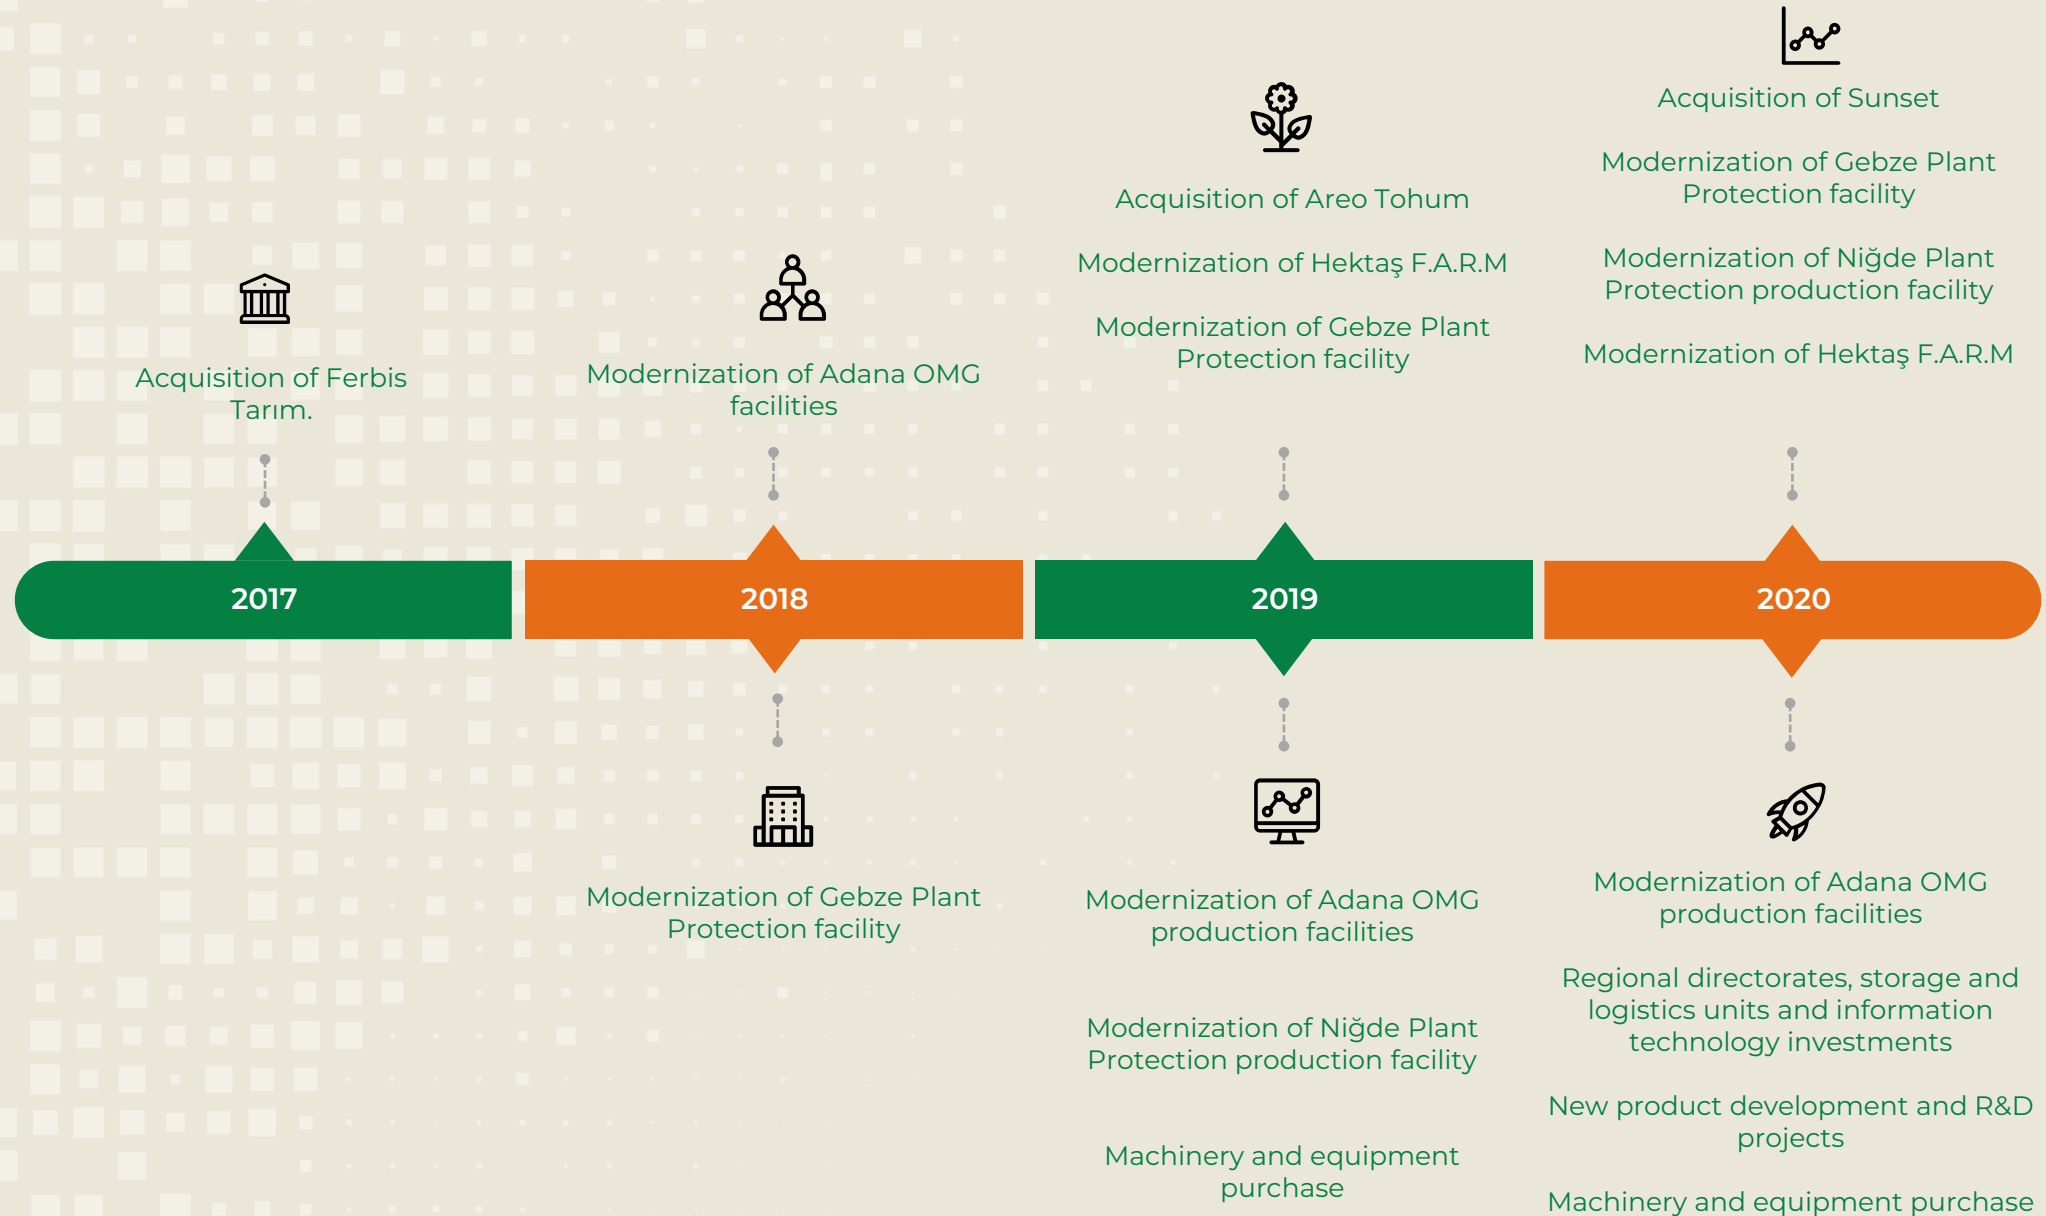 Acquisition of Ferbis
Tarım.
2017
Modernization of Adana OMG
facilities
2018
Modernization of Gebze Plant
Protection facility
Acquisition of Areo Tohum
Modernization of Hektaş F.A.R.M
Modernization of Gebze Plant
Protection facility
2019
Modernization of Adana OMG
production facilities
Modernization of Niğde Plant
Protection production facility
Machinery and equipment
purchase
Acquisition of Sunset
Modernization of Gebze Plant
Protection facility
Modernization of Niğde Plant
Protection production facility
Modernization of Hektaş F.A.R.M
2020
Modernization of Adana OMG
production facilities
Regional directorates, storage and
logistics units and information
technology investments
New product development and R&D
projects
Machinery and equipment purchase